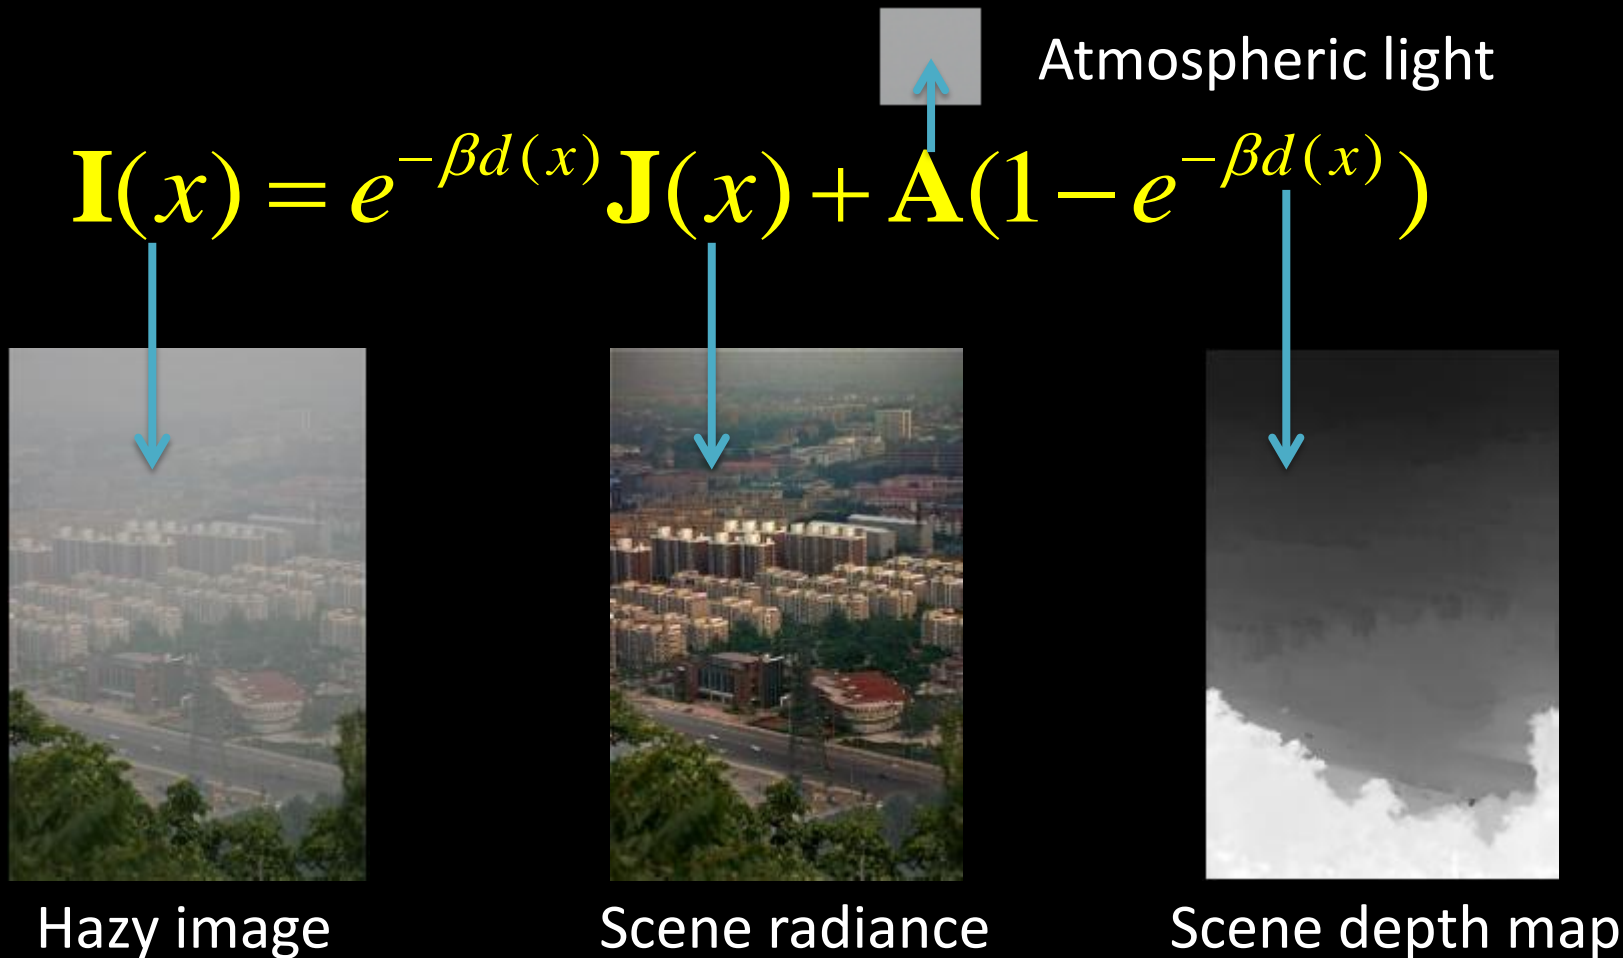 Atmospheric light
I(x) = e^{-βd(x)}J(x) + A(1 - e^{-βd(x)})
Hazy image
Scene radiance
Scene depth map